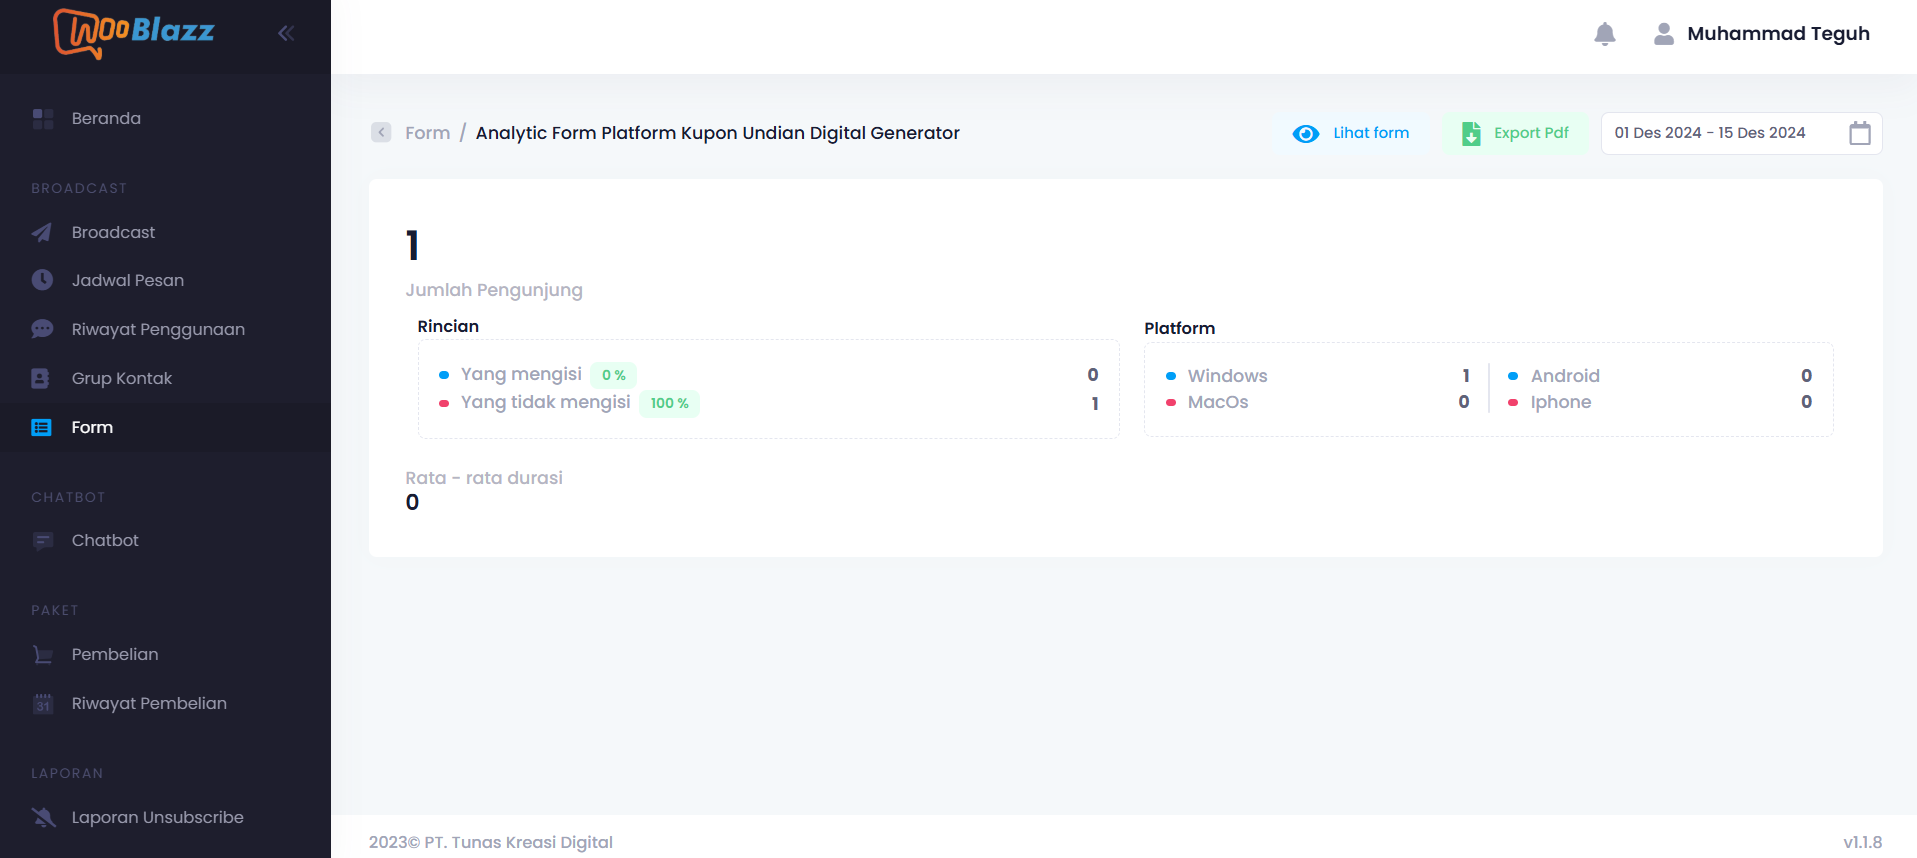 WooBlazz
Muhammad Teguh
Beranda
BROADCAST
Broadcast
Jadwal Pesan
Riwayat Penggunaan
Grup Kontak
Form
CHATBOT
Chatbot
PAKET
Pembelian
31
Riwayat Pembelian
LAPORAN
Laporan Unsubscribe
Form / Analytic Form Platform Kupon Undian Digital Generator
Lihat form
Export Pdf
01 Des 2024 - 15 Des 2024
1
Jumlah Pengunjung
Rincian
Yang mengisi 0 % 0
Yang tidak mengisi 100 % 1
Platform
Windows 1
MacOs 0
Android 0
Iphone 0
Rata - rata durasi
0
2023© PT. Tunas Kreasi Digital
v1.1.8